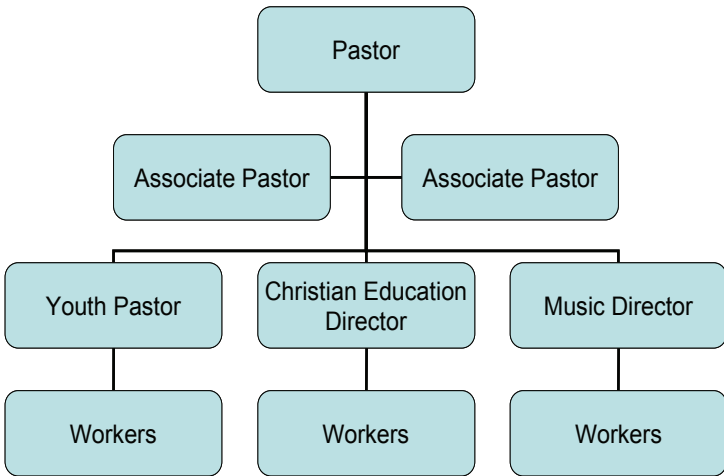 Pastor
Associate Pastor
Associate Pastor
Youth Pastor
Christian Education
Director
Music Director
Workers
Workers
Workers